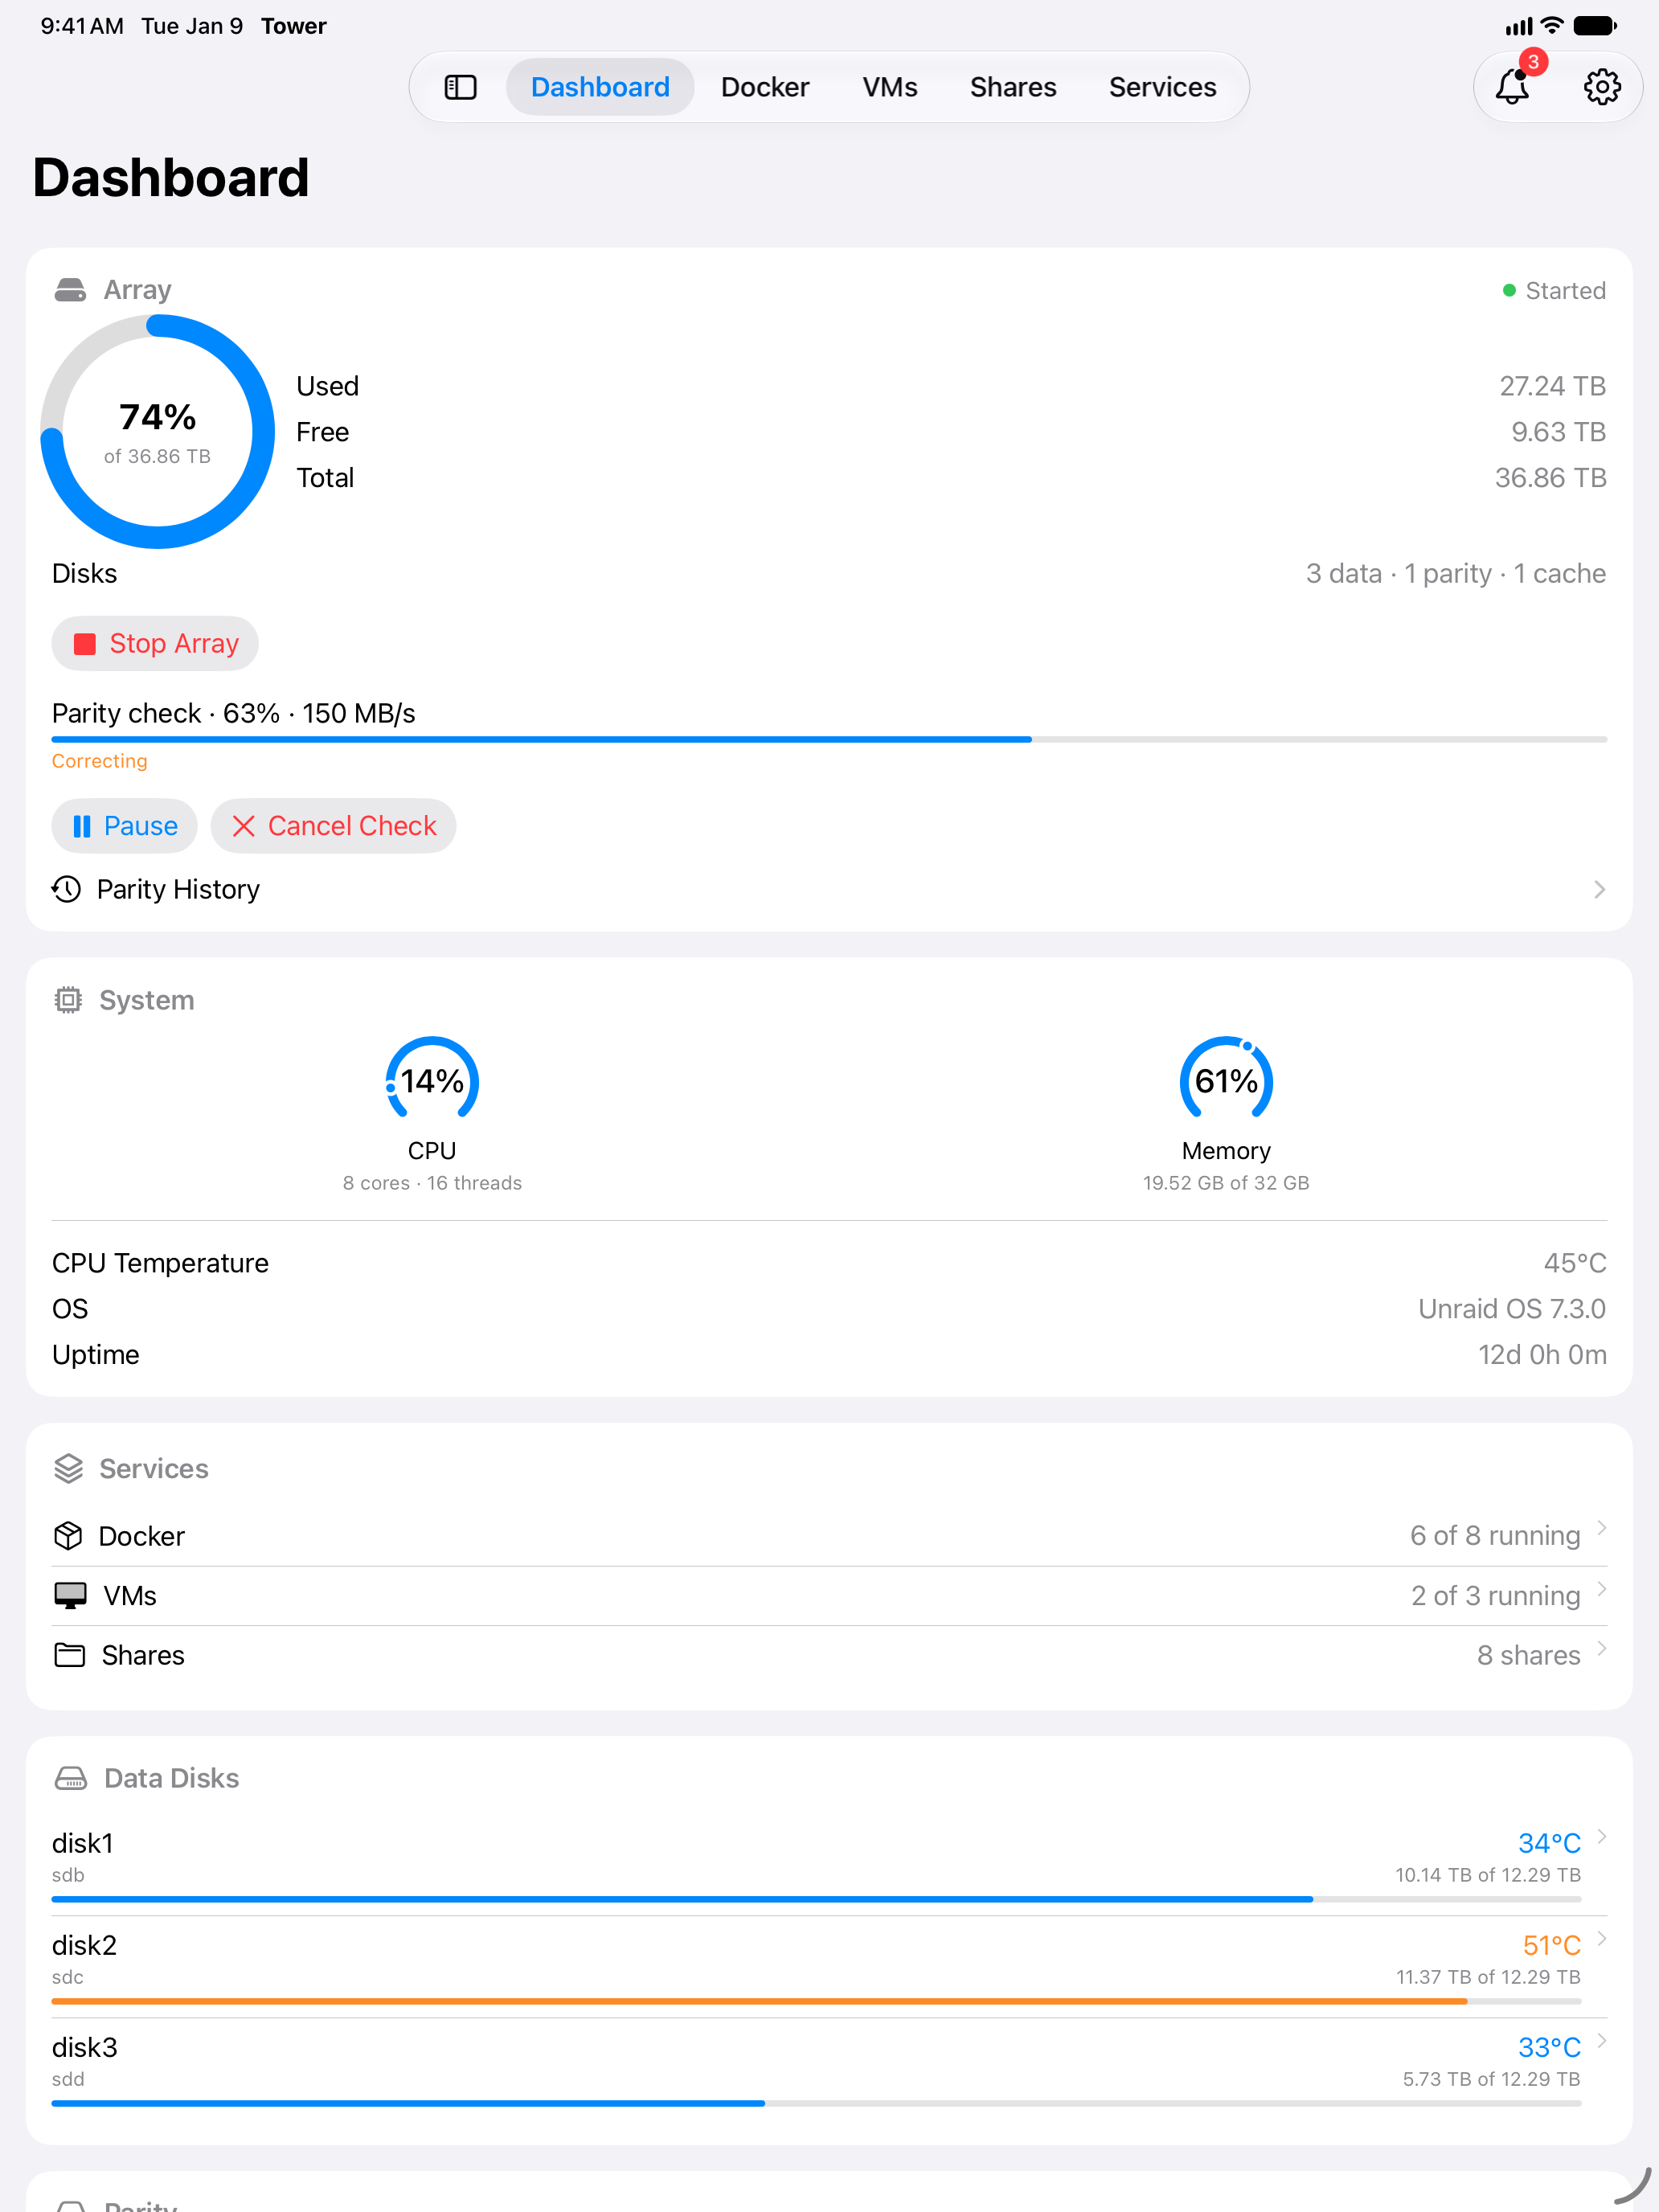 9:41 AM Tue Jan 9 Tower
Dashboard Docker VMs Shares Services
3
Dashboard
Array
Started
74%
of 36.86 TB
Used 27.24 TB
Free 9.63 TB
Total 36.86 TB
Disks 3 data · 1 parity · 1 cache
Stop Array
Parity check · 63% · 150 MB/s
Correcting
Pause Cancel Check
Parity History
System
14% 61%
CPU Memory
8 cores · 16 threads 19.52 GB of 32 GB
CPU Temperature 45°C
OS Unraid OS 7.3.0
Uptime 12d 0h 0m
Services
Docker 6 of 8 running
VMs 2 of 3 running
Shares 8 shares
Data Disks
disk1 34°C
sdb 10.14 TB of 12.29 TB
disk2 51°C
sdc 11.37 TB of 12.29 TB
disk3 33°C
sdd 5.73 TB of 12.29 TB
Parity